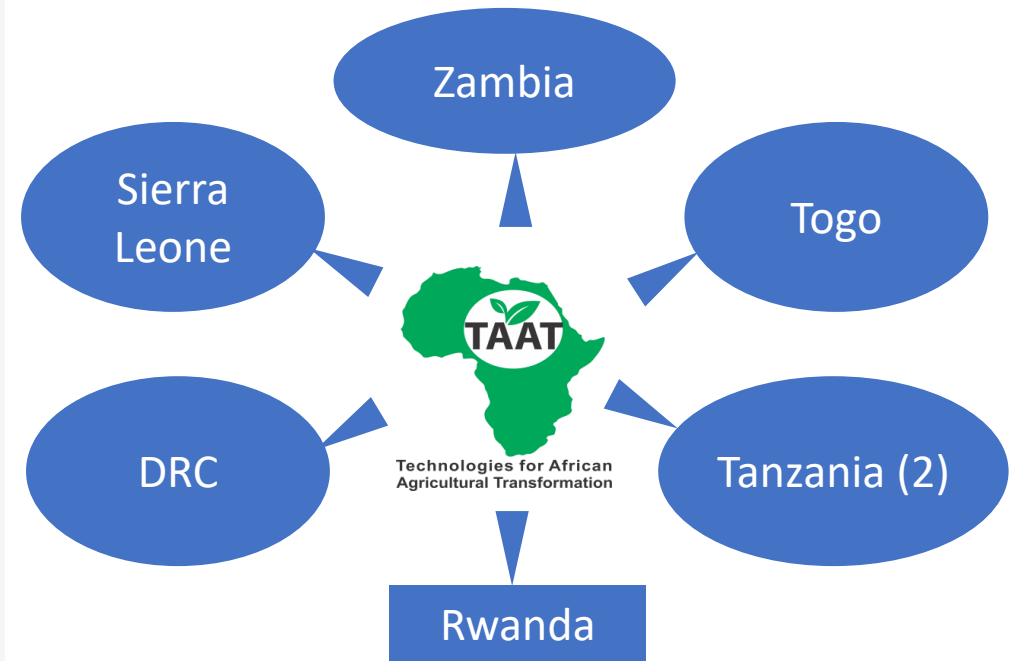 Zambia
Sierra
Leone
Togo
TAAT
Technologies for African
Agricultural Transformation
DRC
Tanzania (2)
Rwanda